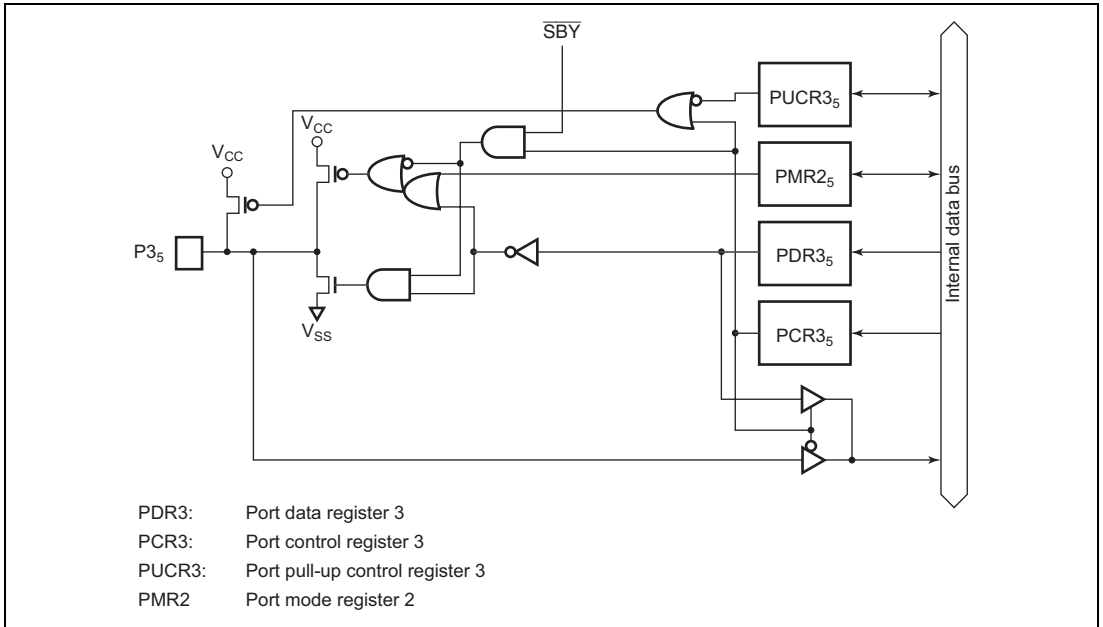 SBY
PUCR3₅
V_CC
V_CC
PMR2₅
P3₅
PDR3₅
Internal data bus
V_SS
PCR3₅
PDR3: Port data register 3
PCR3: Port control register 3
PUCR3: Port pull-up control register 3
PMR2 Port mode register 2